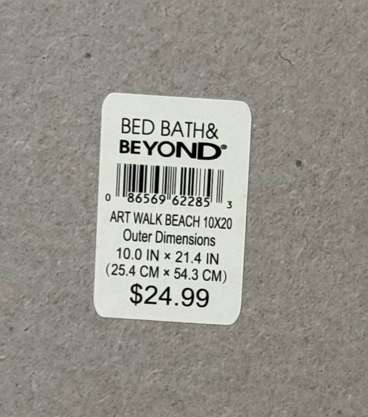 BED BATH&
BEYOND®
0 86569 62285 3
ART WALK BEACH 10X20
Outer Dimensions
10.0 IN × 21.4 IN
(25.4 CM × 54.3 CM)
$24.99